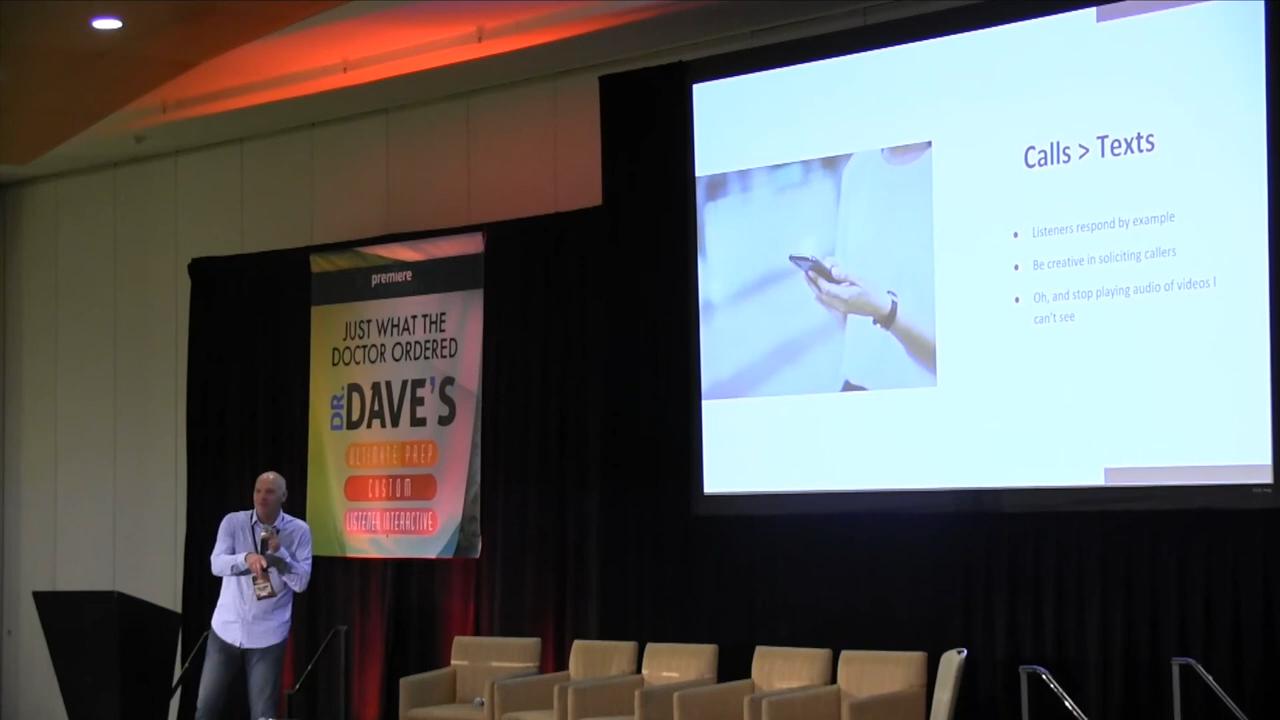 premiere
JUST WHAT THE
DOCTOR ORDERED
DR. DAVE'S
ULTIMATE PREP
CUSTOM
LISTENER INTERACTIVE
Calls > Texts
• Listeners respond by example
• Be creative in soliciting callers
• Oh, and stop playing audio of videos I
can't see